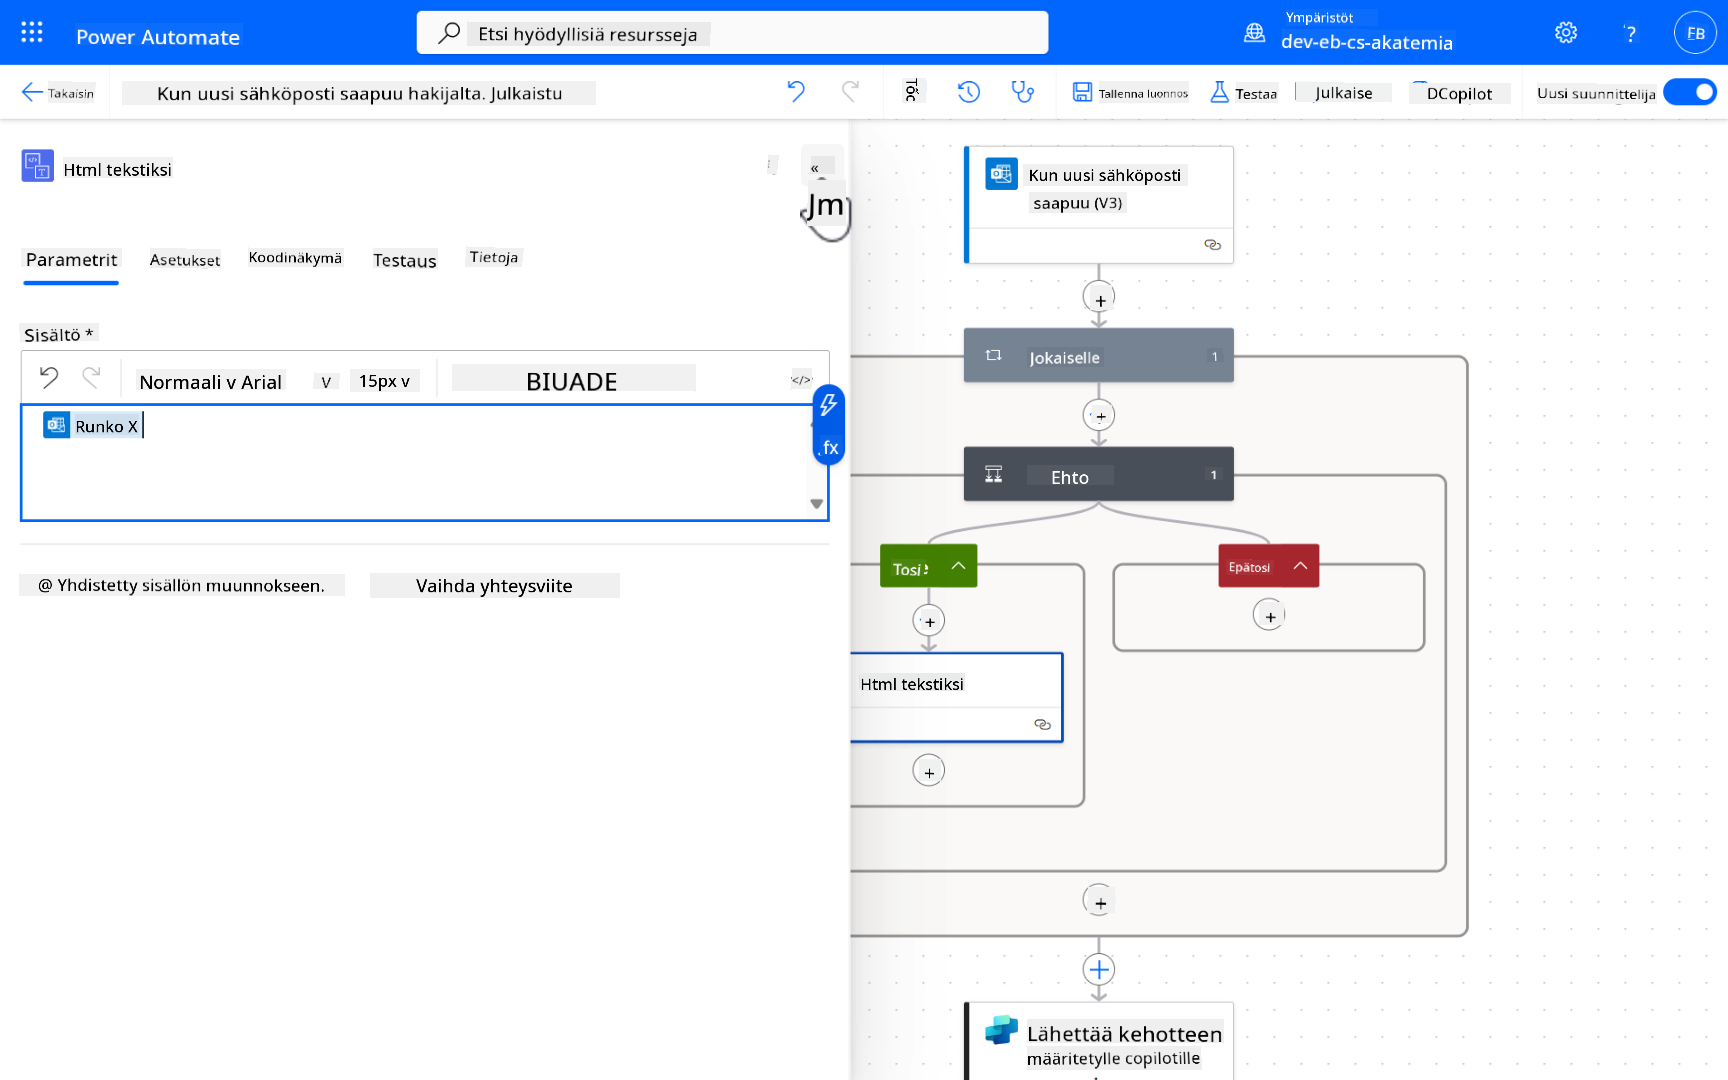 Power Automate
Etsi hyödyllisiä resursseja
Ympäristöt
dev-eb-cs-akatemia
?
FB
Takaisin
Kun uusi sähköposti saapuu hakijalta. Julkaistu
Tallenna luonnos
Testaa
Julkaise
DCopilot
Uusi suunnittelija
Html tekstiksi
«
Jm
Parametrit
Asetukset
Koodinäkymä
Testaus
Tietoja
Sisältö *
Normaali v Arial
v
15px v
BIUADE
</>
Runko X
fx
@ Yhdistetty sisällön muunnokseen.
Vaihda yhteysviite
Kun uusi sähköposti
saapuu (V3)
+
Jokaiselle
1
+
Ehto
1
Tosi
Epätosi
+
+
Html tekstiksi
+
+
Lähettää kehotteen
määritetylle copilotille